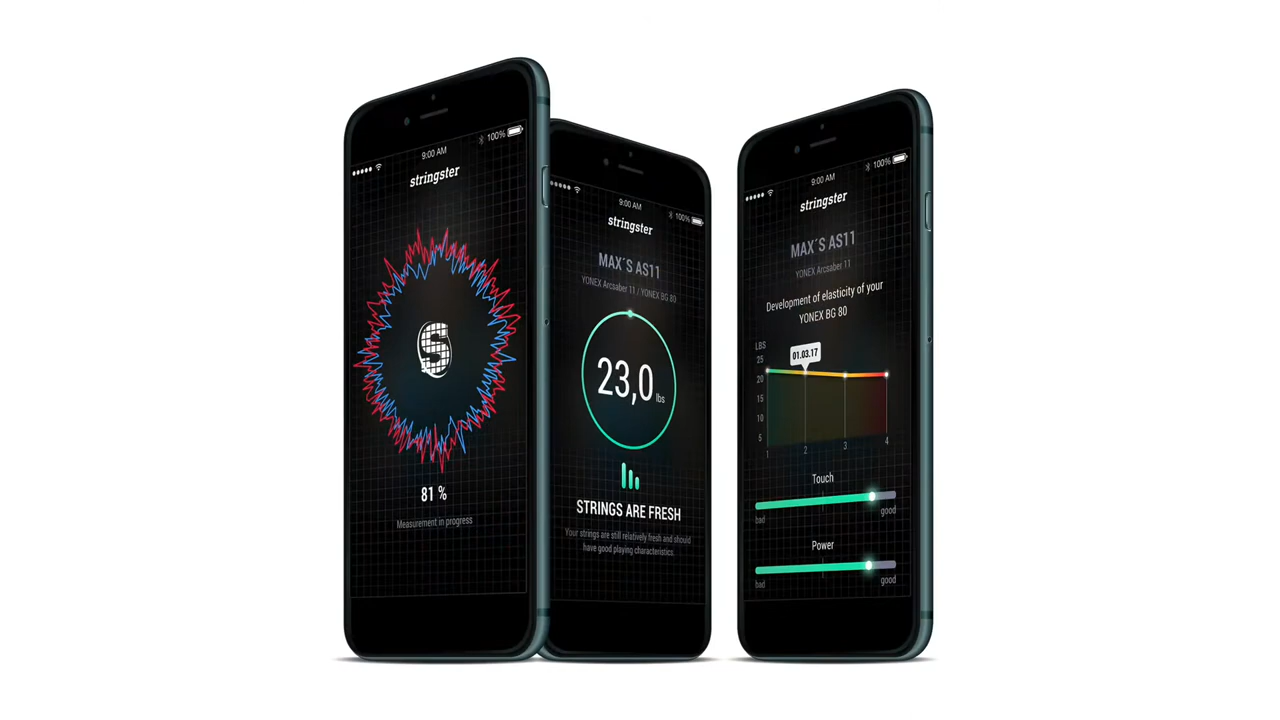 9:00 AM
100%
stringster
81 %
Measurement in progress
9:00 AM
100%
stringster
MAX´S AS11
YONEX Arcsaber 11 / YONEX BG 80
23,0 lbs
STRINGS ARE FRESH
Your strings are still relatively fresh and should
have good playing characteristics.
9:00 AM
100%
stringster
MAX´S AS11
YONEX Arcsaber 11
Development of elasticity of your
YONEX BG 80
LBS
25
01.03.17
20
15
10
5
1 2 3 4
Touch
bad good
Power
bad good